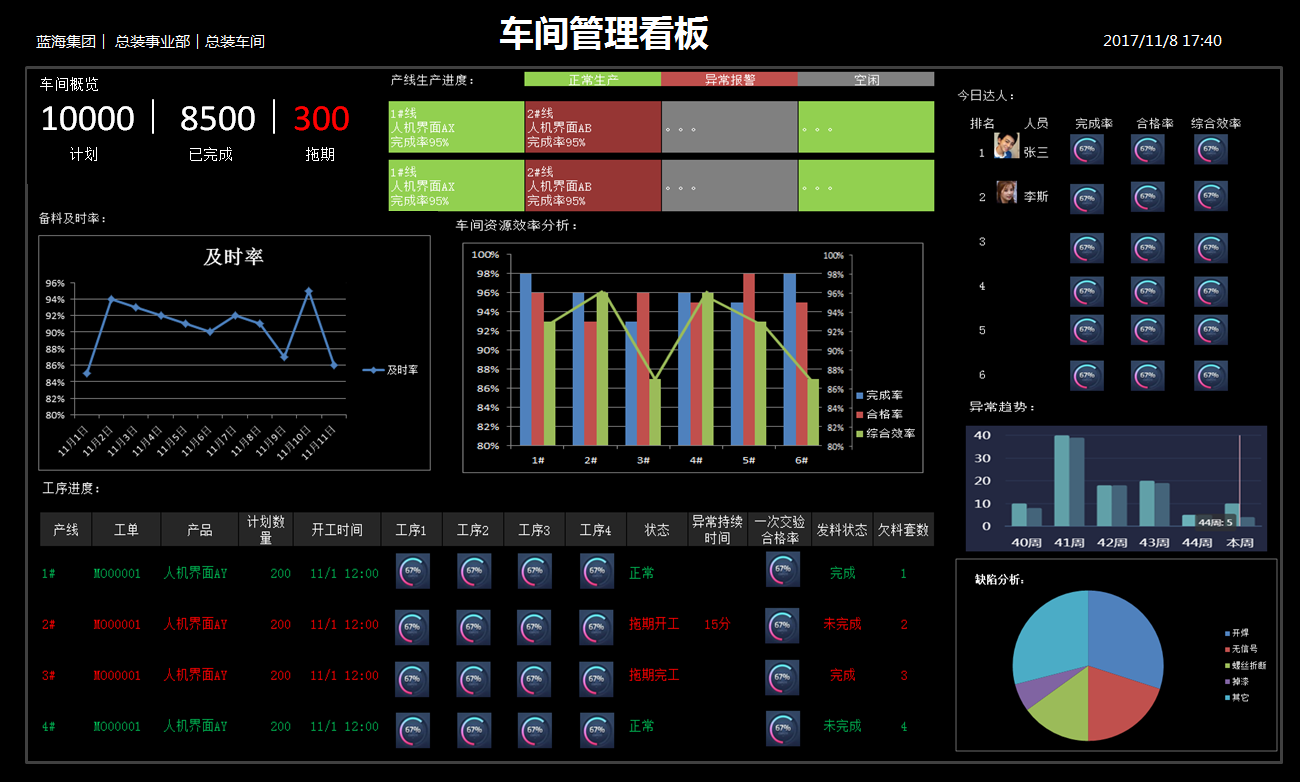 车间管理看板
蓝海集团│ 总装事业部│总装车间
2017/11/8 17:40
车间概览
10000 │ 8500 │ 300
计划 已完成 拖期
产线生产进度：
正常生产 异常报警 空闲
1#线
人机界面AX
完成率95%
2#线
人机界面AB
完成率95%
。。。
。。。
1#线
人机界面AX
完成率95%
2#线
人机界面AB
完成率95%
。。。
。。。
备料及时率：
及时率
96%
94%
92%
90%
88%
86%
84%
82%
80%
11月1日 11月2日 11月3日 11月4日 11月5日 11月6日 11月7日 11月8日 11月9日 11月10日 11月11日
及时率
车间资源效率分析：
100%
98%
96%
94%
92%
90%
88%
86%
84%
82%
80%
100%
98%
96%
94%
92%
90%
88%
86%
84%
82%
80%
1# 2# 3# 4# 5# 6#
完成率
合格率
综合效率
今日达人：
排名 人员 完成率 合格率 综合效率
1 张三 67% 67% 67%
2 李斯 67% 67% 67%
3 67% 67% 67%
4 67% 67% 67%
5 67% 67% 67%
6 67% 67% 67%
异常趋势：
40
30
20
10
0
44周: 5
40周 41周 42周 43周 44周 本周
缺陷分析：
开焊
无信号
螺丝折断
掉漆
其它
工序进度：
产线 工单 产品 计划数量 开工时间 工序1 工序2 工序3 工序4 状态 异常持续时间 一次交验合格率 发料状态 欠料套数
1# MO00001 人机界面AY 200 11/1 12:00 67% 67% 67% 67% 正常 67% 完成 1
2# MO00001 人机界面AY 200 11/1 12:00 67% 67% 67% 67% 拖期开工 15分 67% 未完成 2
3# MO00001 人机界面AY 200 11/1 12:00 67% 67% 67% 67% 拖期完工 67% 完成 3
4# MO00001 人机界面AY 200 11/1 12:00 67% 67% 67% 67% 正常 67% 未完成 4